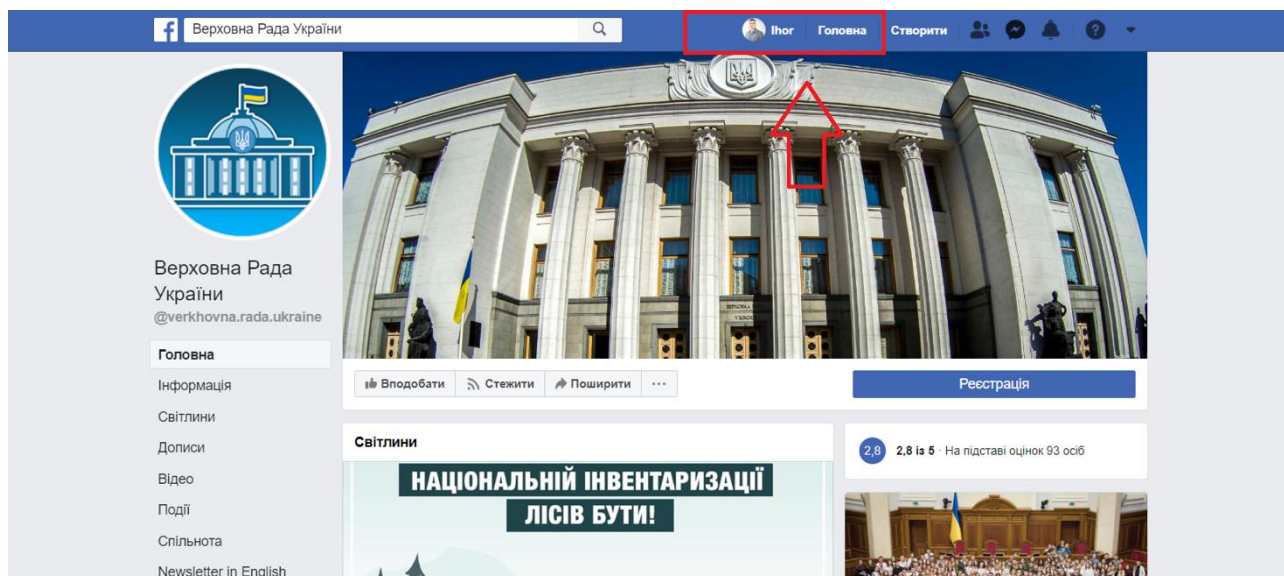 Верховна Рада України
Ihor
Головна
Створити
Верховна Рада
України
@verkhovna.rada.ukraine
Головна
Інформація
Світлини
Дописи
Відео
Події
Спільнота
Newsletter in English
Вподобати
Стежити
Поширити
Реєстрація
Світлини
НАЦІОНАЛЬНІЙ ІНВЕНТАРИЗАЦІЇ
ЛІСІВ БУТИ!
2,8
2,8 із 5 · На підставі оцінок 93 осіб